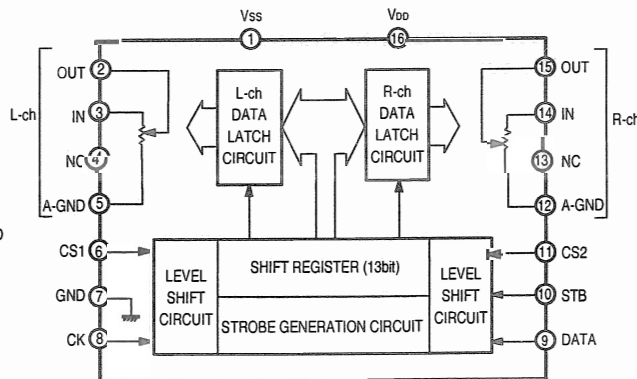 VSS
VDD
1
16
L-ch
OUT
2
IN
3
NC
4
A-GND
5
CS1
6
GND
7
CK
8
L-ch
DATA
LATCH
CIRCUIT
R-ch
DATA
LATCH
CIRCUIT
15
OUT
14
IN
13
NC
12
A-GND
R-ch
11
CS2
10
STB
9
DATA
LEVEL
SHIFT
CIRCUIT
SHIFT REGISTER (13bit)
STROBE GENERATION CIRCUIT
LEVEL
SHIFT
CIRCUIT